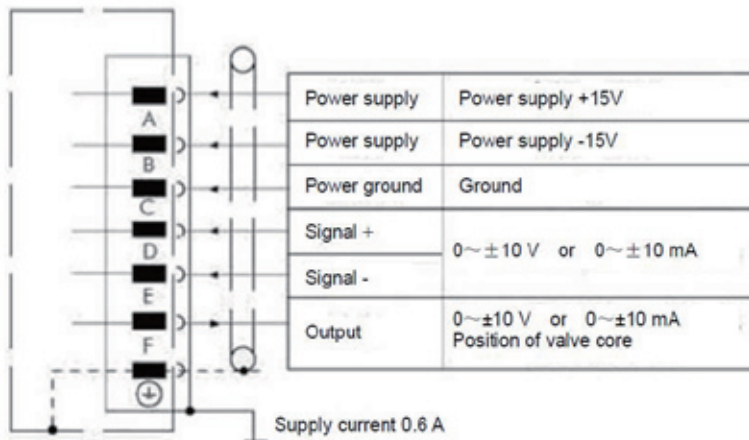 A
Power supply
Power supply +15V
B
Power supply
Power supply -15V
C
Power ground
Ground
D
Signal +
0～±10 V or 0～±10 mA
E
Signal -
F
Output
0～±10 V or 0～±10 mA
Position of valve core
Supply current 0.6 A